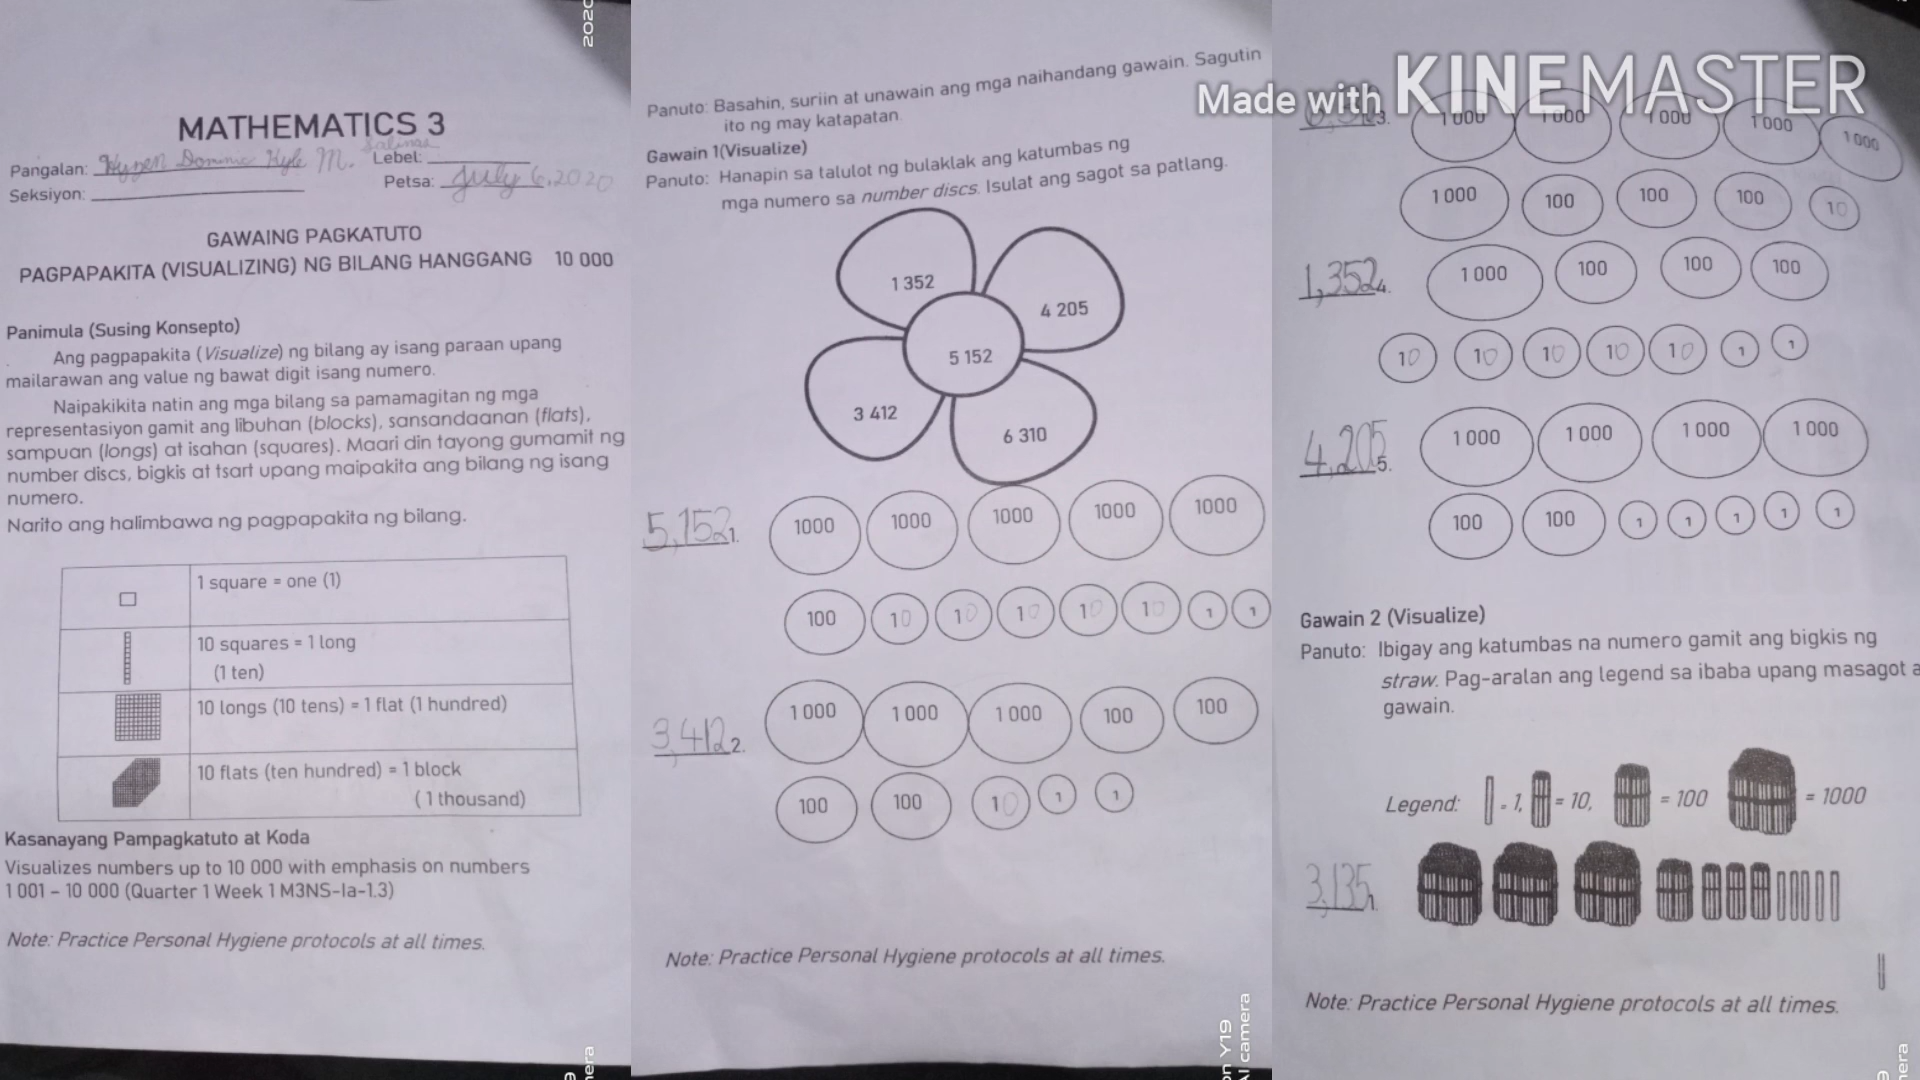 MATHEMATICS 3
Pangalan: Hyzen Dominic Kyle M. Salinas Lebel:
Seksiyon: Petsa: July 6, 2020
GAWAING PAGKATUTO
PAGPAPAKITA (VISUALIZING) NG BILANG HANGGANG 10 000
Panimula (Susing Konsepto)
Ang pagpapakita (Visualize) ng bilang ay isang paraan upang
mailarawan ang value ng bawat digit isang numero.
Naipakikita natin ang mga bilang sa pamamagitan ng mga
representasiyon gamit ang libuhan (blocks), sansandaanan (flats),
sampuan (longs) at isahan (squares). Maari din tayong gumamit ng
number discs, bigkis at tsart upang maipakita ang bilang ng isang
numero.
Narito ang halimbawa ng pagpapakita ng bilang.
1 square = one (1)
10 squares = 1 long
(1 ten)
10 longs (10 tens) = 1 flat (1 hundred)
10 flats (ten hundred) = 1 block
( 1 thousand)
Kasanayang Pampagkatuto at Koda
Visualizes numbers up to 10 000 with emphasis on numbers
1 001 – 10 000 (Quarter 1 Week 1 M3NS-Ia-1.3)
Note: Practice Personal Hygiene protocols at all times.
2020
Panuto: Basahin, suriin at unawain ang mga naihandang gawain. Sagutin
ito ng may katapatan.
Gawain 1(Visualize)
Panuto: Hanapin sa talulot ng bulaklak ang katumbas ng
mga numero sa number discs. Isulat ang sagot sa patlang.
1 352
4 205
5 152
3 412
6 310
5,152 1. 1000 1000 1000 1000 1000
100 10 10 10 10 10 1 1
3,412 2. 1 000 1 000 1 000 100 100
100 100 10 1 1
Note: Practice Personal Hygiene protocols at all times.
Y19
AI camera
Made with KINEMASTER
3. 1 000 1 000 1 000 1 000 1 000
1 000 100 100 100 10
1,352 4. 1 000 100 100 100
10 10 10 10 10 1 1
4,205 5. 1 000 1 000 1 000 1 000
100 100 1 1 1 1 1
Gawain 2 (Visualize)
Panuto: Ibigay ang katumbas na numero gamit ang bigkis ng
straw. Pag-aralan ang legend sa ibaba upang masagot a
gawain.
Legend: = 1, = 10, = 100 = 1000
3,135 1.
Note: Practice Personal Hygiene protocols at all times.